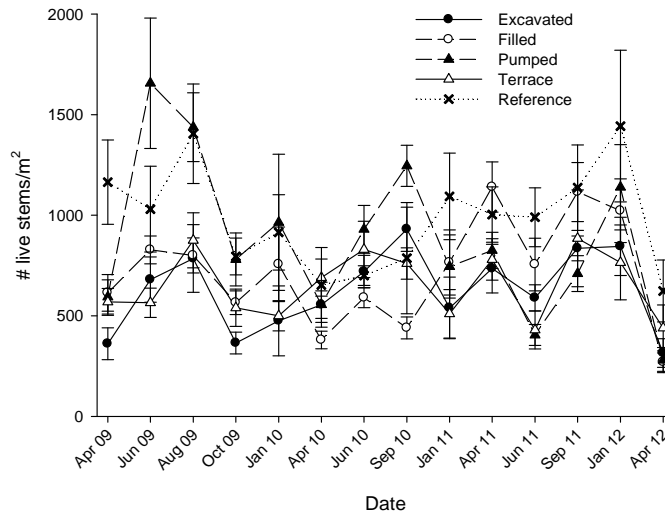 Excavated
Filled
Pumped
Terrace
Reference
# live stems/m²
2000
1500
1000
500
0
Apr 09
Jun 09
Aug 09
Oct 09
Jan 10
Apr 10
Jun 10
Sep 10
Jan 11
Apr 11
Jun 11
Sep 11
Jan 12
Apr 12
Date